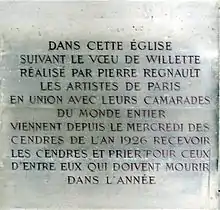 DANS CETTE ÉGLISE
SUIVANT LE VŒU DE WILLETTE
RÉALISÉ PAR PIERRE REGNAULT
LES ARTISTES DE PARIS
EN UNION AVEC LEURS CAMARADES
DU MONDE ENTIER
VIENNENT DEPUIS LE MERCREDI DES
CENDRES DE L'AN 1926 RECEVOIR
LES CENDRES ET PRIER POUR CEUX
D'ENTRE EUX QUI DOIVENT MOURIR
DANS L'ANNÉE